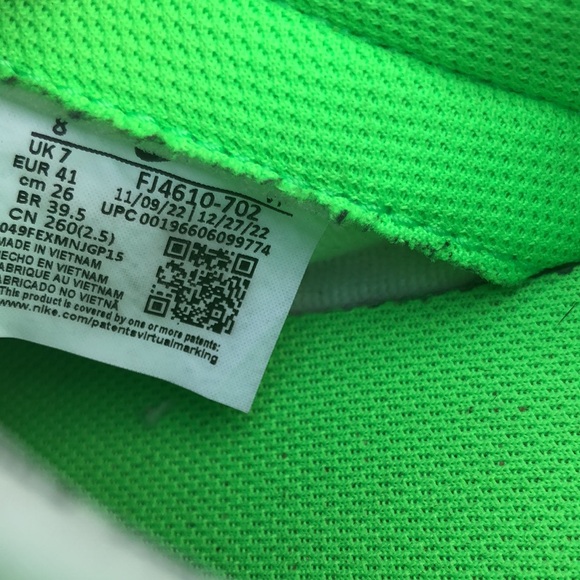 8
UK 7
EUR 41
cm 26
BR 39.5
CN 260(2.5)
049FEXMNJGP15
MADE IN VIETNAM
HECHO EN VIETNAM
FABRIQUE AU VIETNAM
FABRICADO NO VIETNÃ
FJ4610-702
11/09/22 12/27/22
UPC 00196606099774
This product is covered by one or more patents:
www.nike.com/patentsvirtualmarking